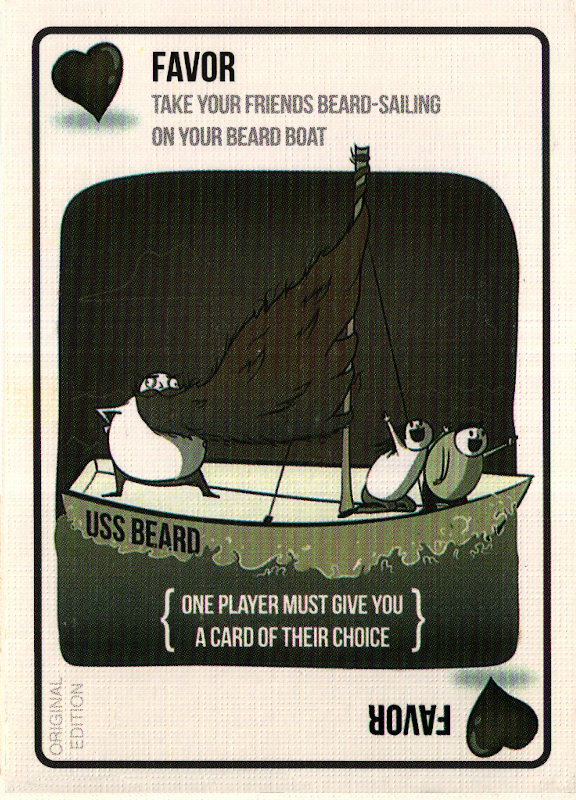 FAVOR
TAKE YOUR FRIENDS BEARD-SAILING
ON YOUR BEARD BOAT
USS BEARD
{ ONE PLAYER MUST GIVE YOU
A CARD OF THEIR CHOICE }
ORIGINAL
EDITION
FAVOR